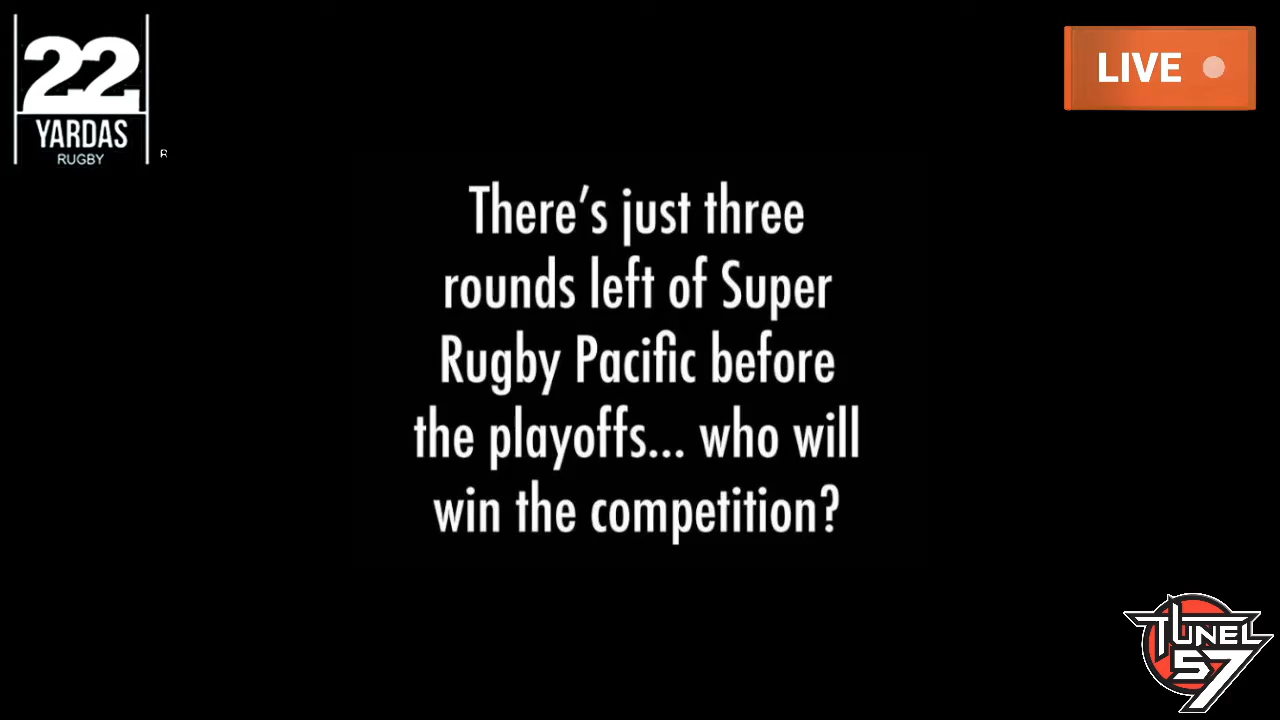 22
YARDAS
RUGBY
R
LIVE
There's just three
rounds left of Super
Rugby Pacific before
the playoffs... who will
win the competition?
TUNEL
57